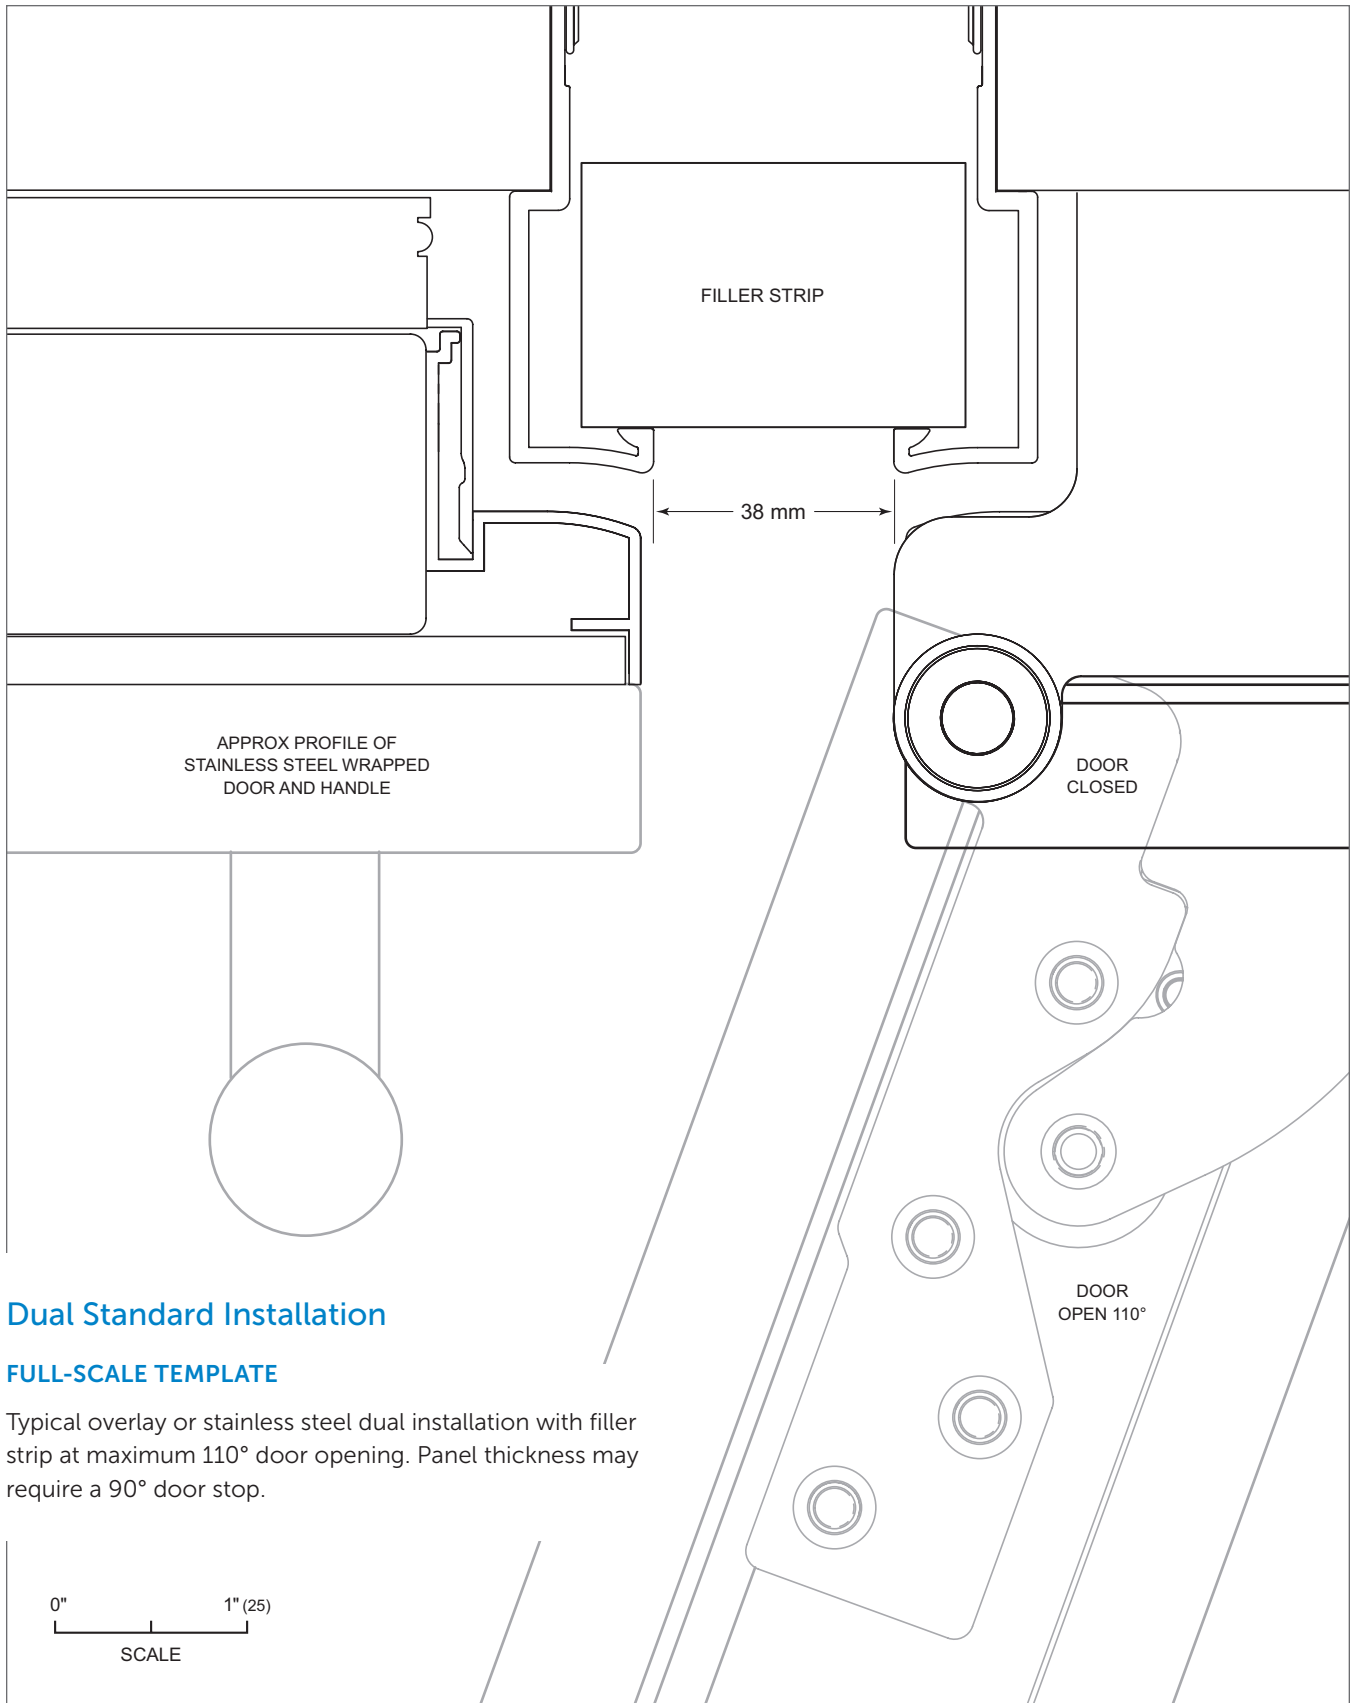 FILLER STRIP
38 mm
APPROX PROFILE OF
STAINLESS STEEL WRAPPED
DOOR AND HANDLE
DOOR
CLOSED
DOOR
OPEN 110°
Dual Standard Installation
FULL-SCALE TEMPLATE
Typical overlay or stainless steel dual installation with filler
strip at maximum 110° door opening. Panel thickness may
require a 90° door stop.
0" 1" (25)
SCALE